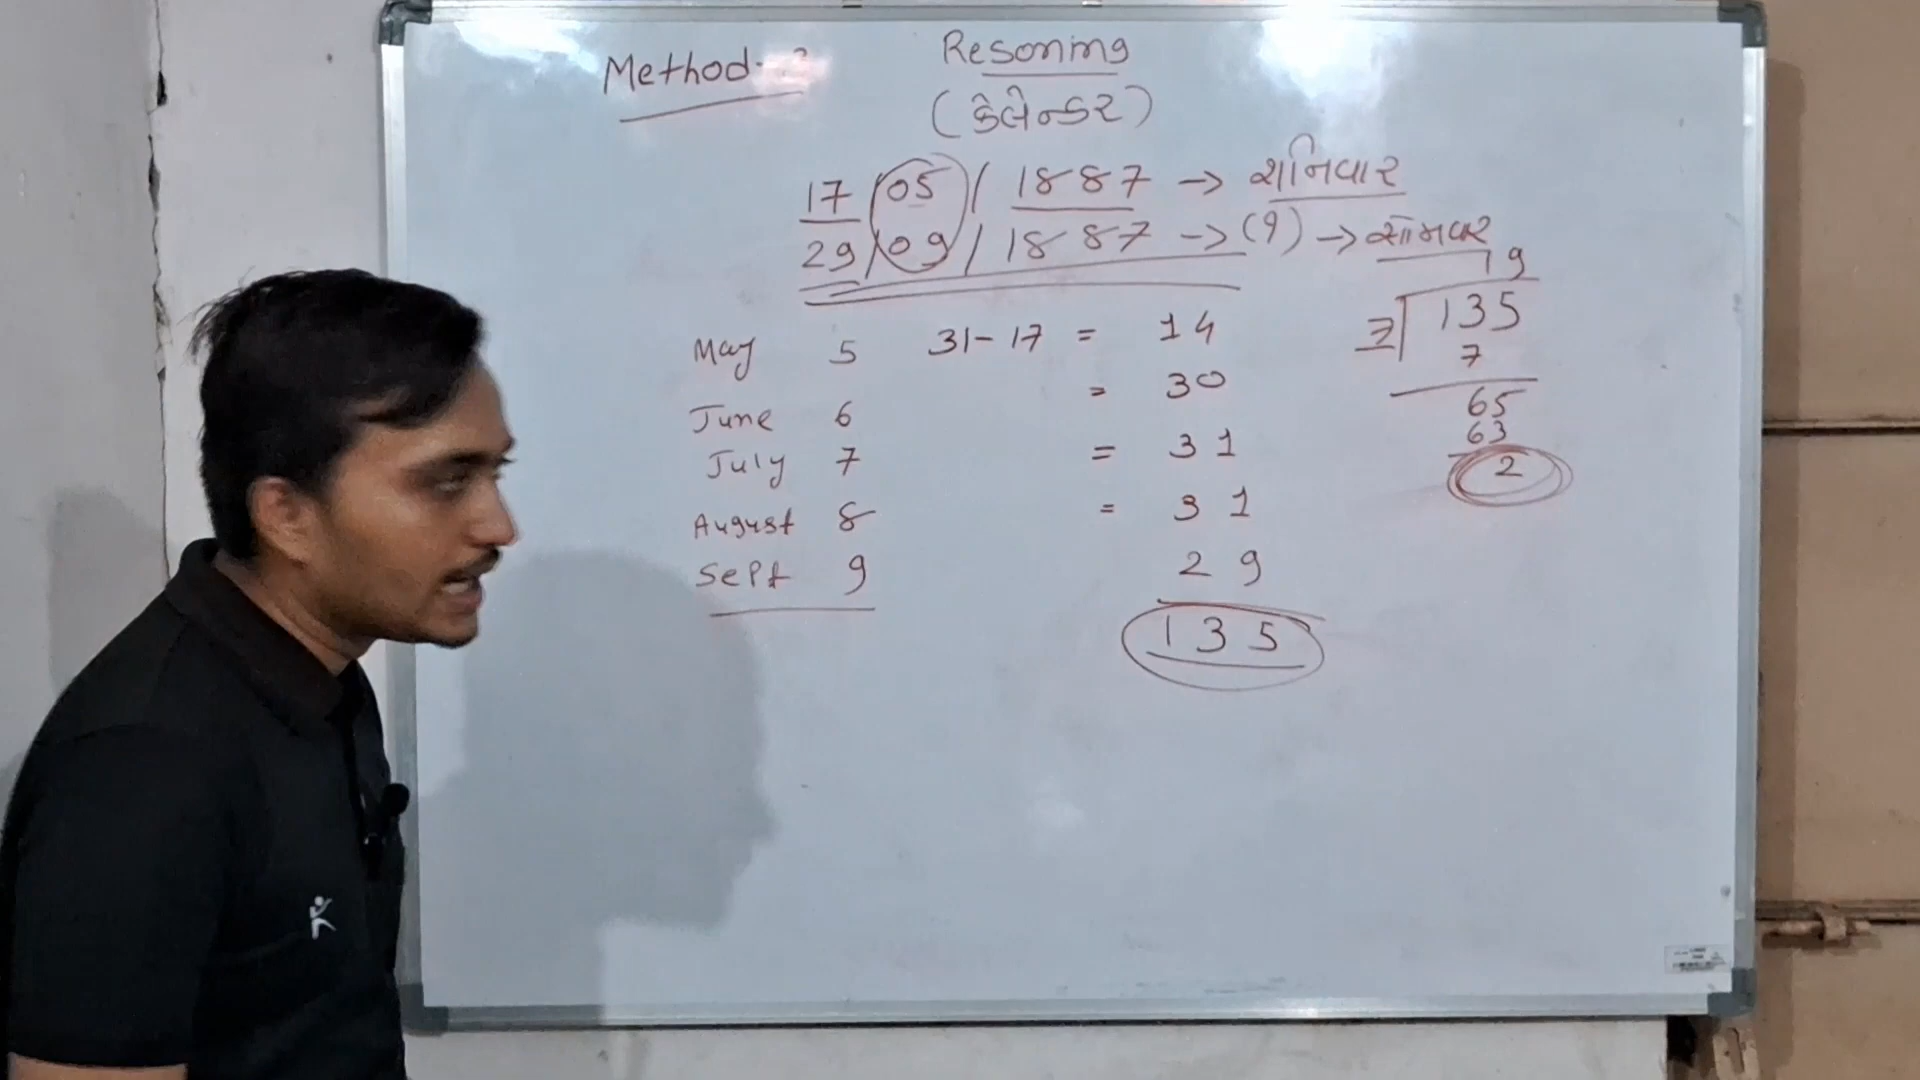 Method-
Resoning
(કેલેન્ડર)
17/05/1887 → શનિવાર
29/09/1887 → (9) → સોમવાર
May 5 31-17 = 14
June 6 = 30
July 7 = 31
August 8 = 31
Sept 9 29
135
19
7 135
7
65
63
2